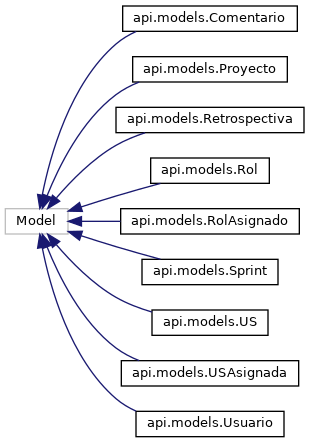 api.models.Comentario
api.models.Proyecto
api.models.Retrospectiva
api.models.Rol
Model
api.models.RolAsignado
api.models.Sprint
api.models.US
api.models.USAsignada
api.models.Usuario